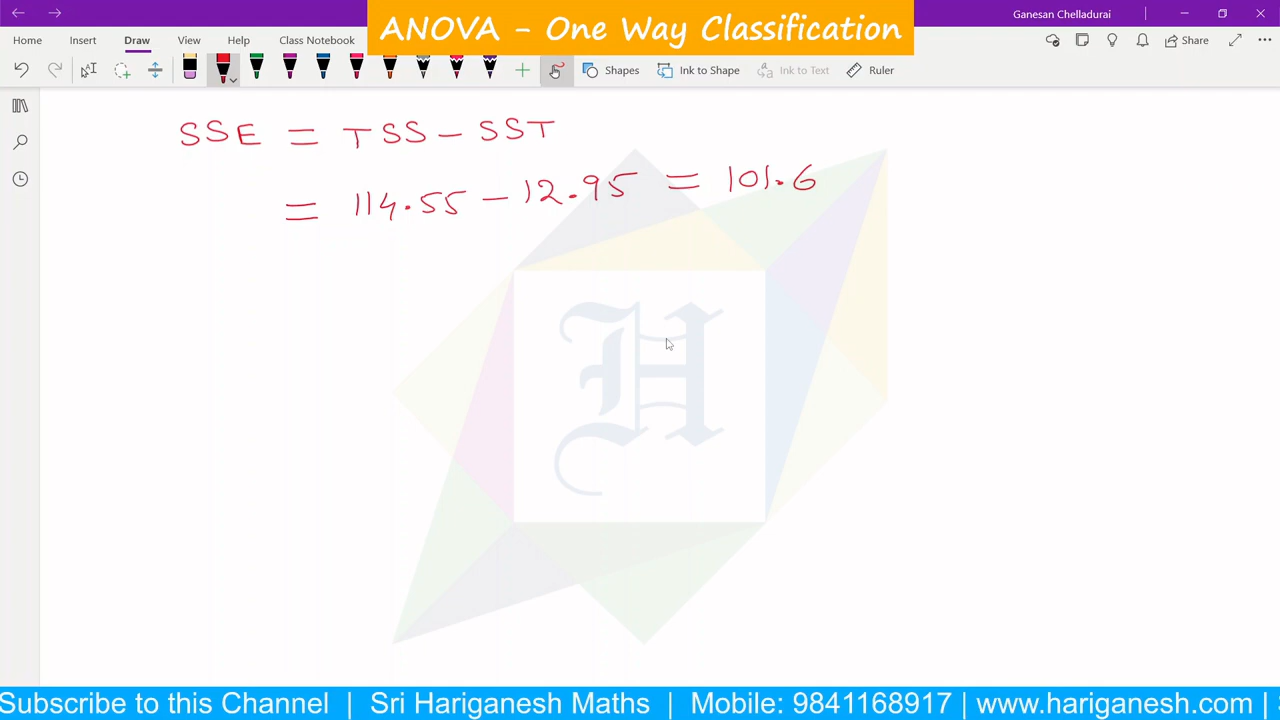 ANOVA - One Way Classification
Ganesan Chelladurai
Home Insert Draw View Help Class Notebook
Share
Shapes Ink to Shape Ink to Text Ruler
SSE = TSS - SST
= 114.55 - 12.95 = 101.6
H
Subscribe to this Channel | Sri Hariganesh Maths | Mobile: 9841168917 | www.hariganesh.com |